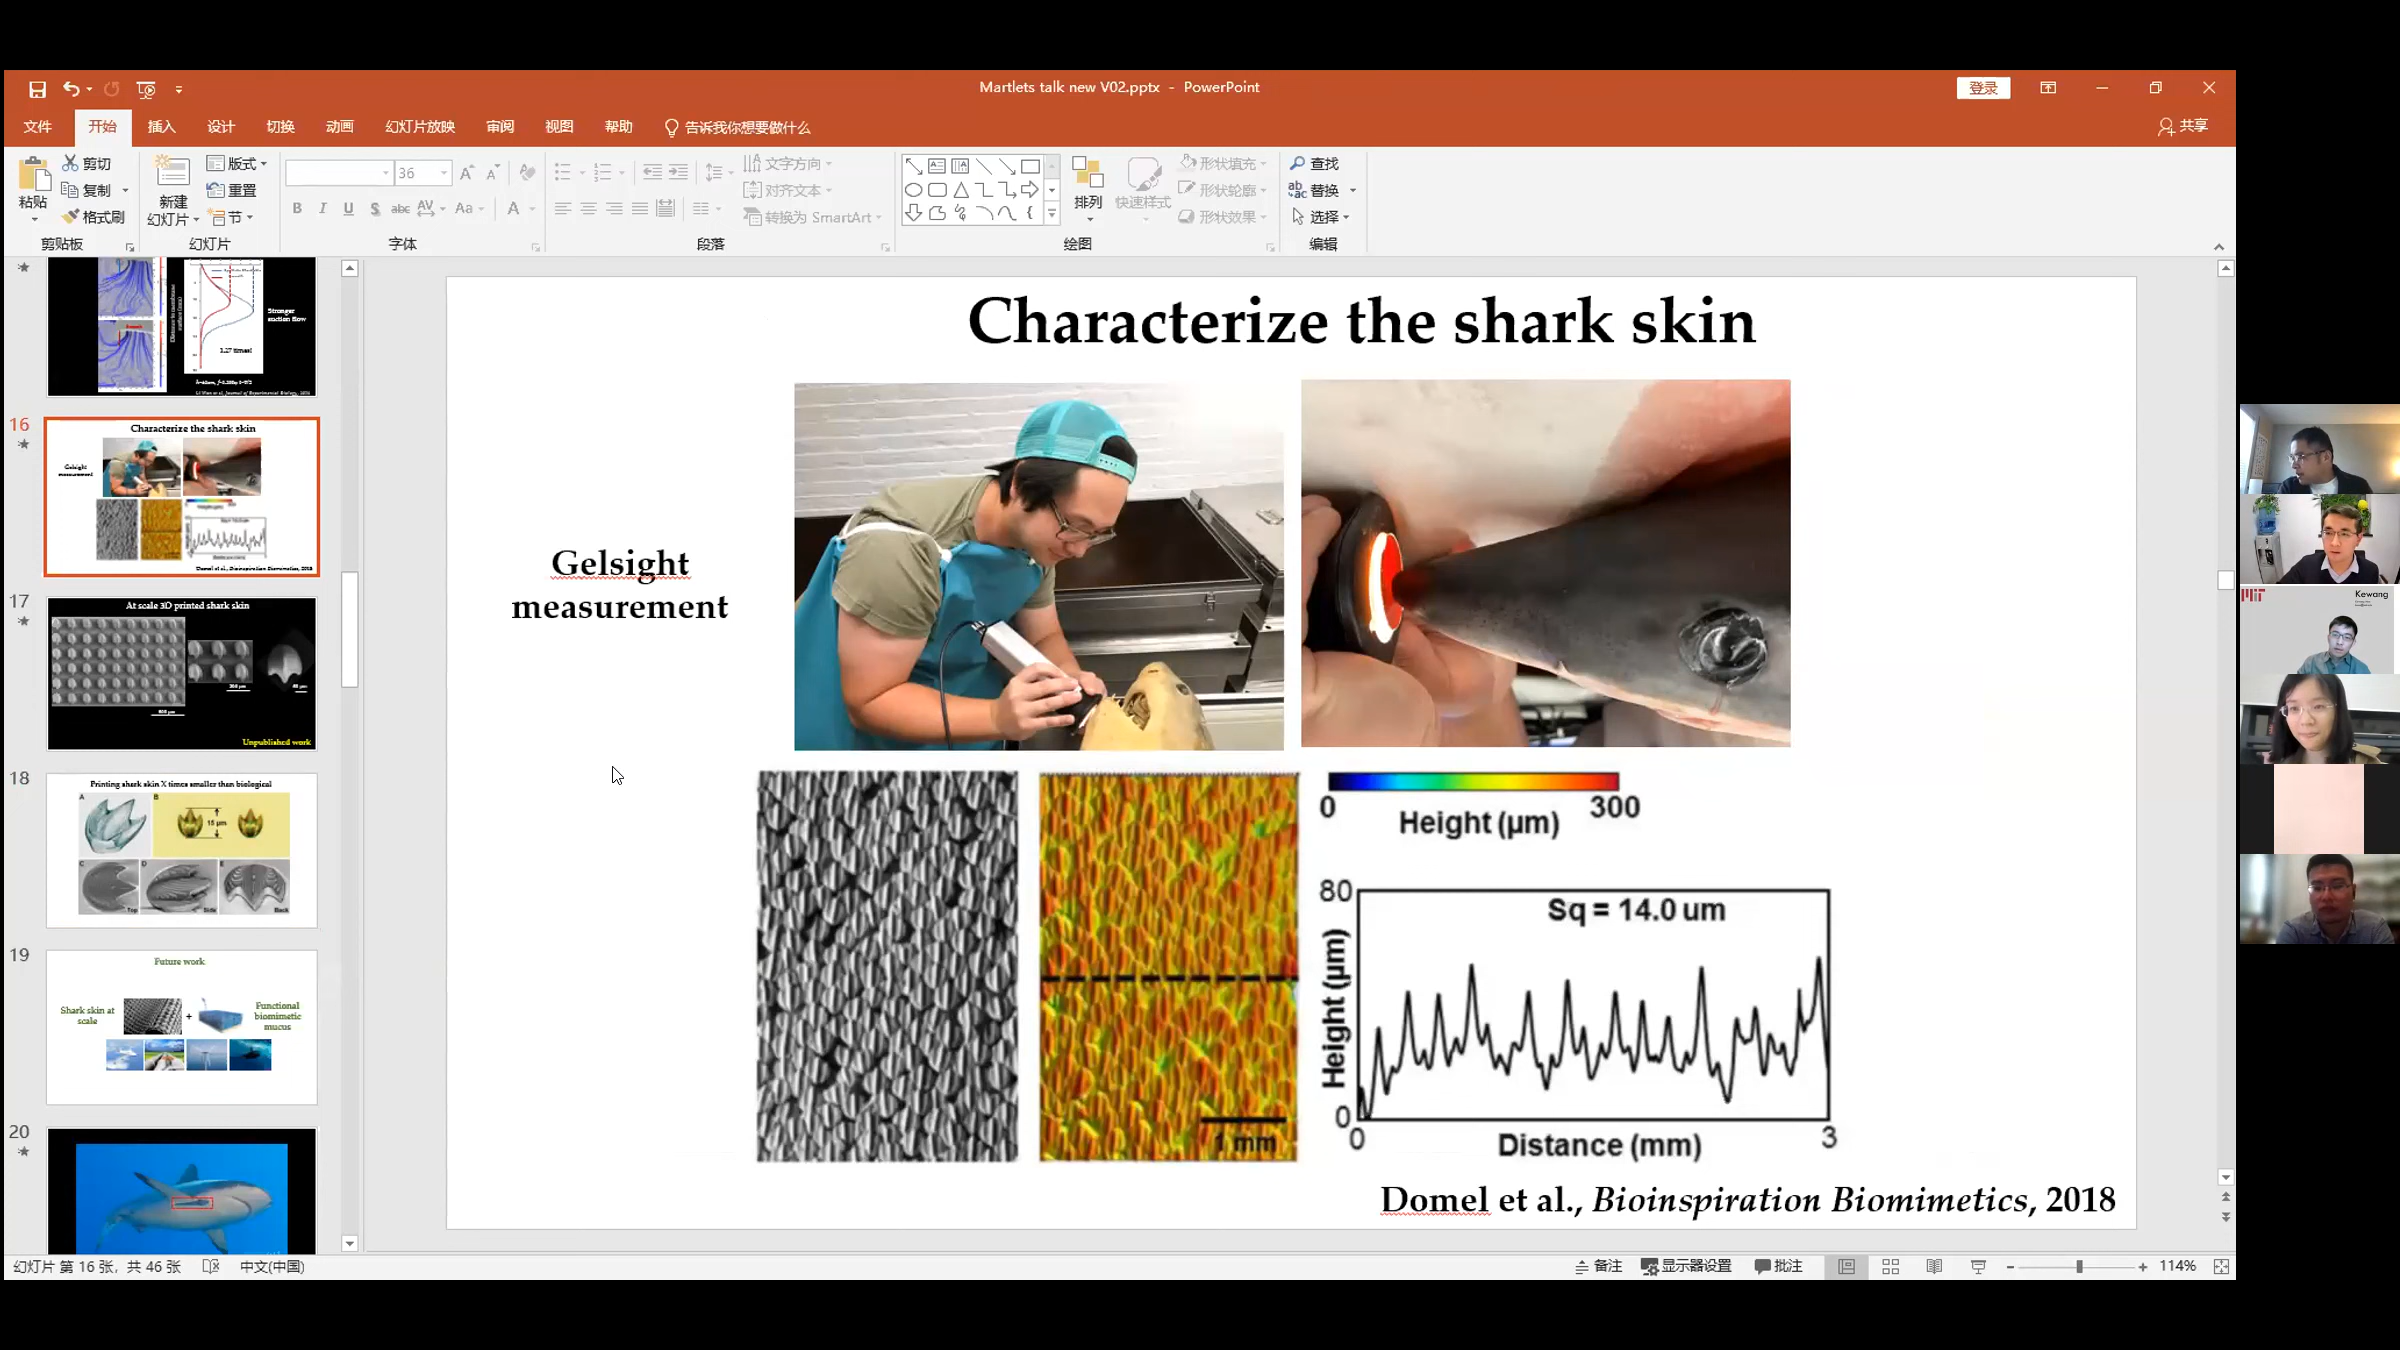 Martlets talk new V02.pptx - PowerPoint
登录
文件 开始 插入 设计 切换 动画 幻灯片放映 审阅 视图 帮助 告诉我你想要做什么 共享
粘贴 剪切 复制 格式刷 剪贴板
新建 幻灯片 版式 重置 节 幻灯片
36
B I U S abc AV Aa A
字体
文字方向 对齐文本 转换为 SmartArt
段落
排列 快速样式 形状填充 形状轮廓 形状效果
绘图
查找 替换 选择
编辑
Stronger
suction flow
1.27 times!
16
Characterize the shark skin
Gelsight
measurement
Domel et al., Bioinspiration Biomimetics, 2018
17
At scale 3D printed shark skin
Unpublished work
18
Printing shark skin X times smaller than biological
A
B
15 μm
C
D
E
Top
Side
Back
19
Future work
Shark skin at
scale
+
Functional
biomimetic
mucus
20
Characterize the shark skin
Gelsight
measurement
0
300
Height (μm)
1 mm
80
Sq = 14.0 um
Height (μm)
0
0
Distance (mm)
3
Domel et al., Bioinspiration Biomimetics, 2018
MIT
Kewang
幻灯片 第 16 张，共 46 张 中文(中国) 备注 显示器设置 批注 114%